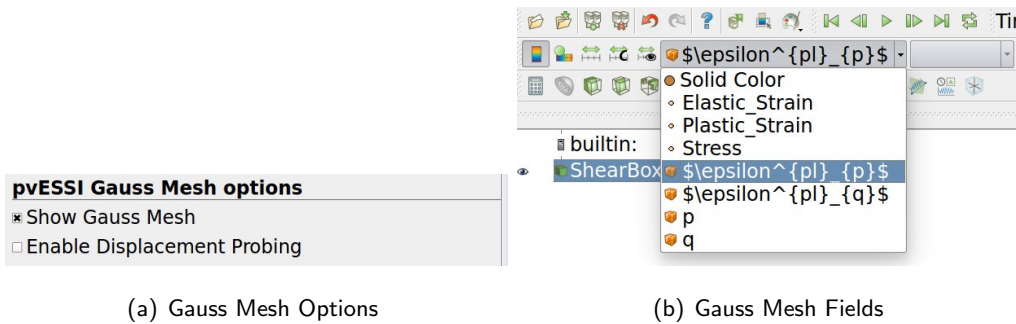 pvESSI Gauss Mesh options
Show Gauss Mesh
Enable Displacement Probing
(a) Gauss Mesh Options
Tir
$\epsilon^{pl}_{p}$
Solid Color
Elastic_Strain
Plastic_Strain
Stress
builtin:
ShearBox
$\epsilon^{pl}_{p}$
$\epsilon^{pl}_{q}$
p
q
(b) Gauss Mesh Fields